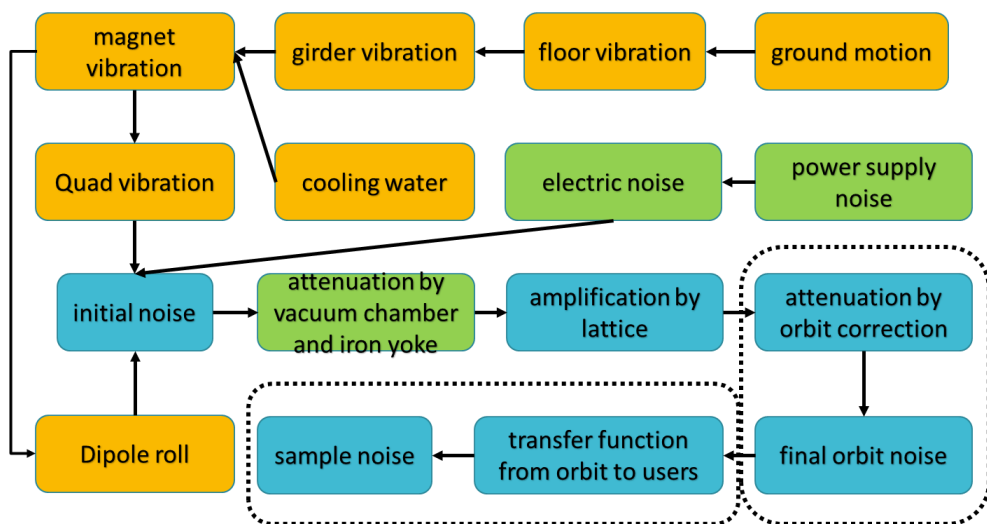 magnet
vibration
girder vibration
floor vibration
ground motion
Quad vibration
cooling water
electric noise
power supply
noise
initial noise
attenuation by
vacuum chamber
and iron yoke
amplification by
lattice
attenuation by
orbit correction
Dipole roll
sample noise
transfer function
from orbit to users
final orbit noise